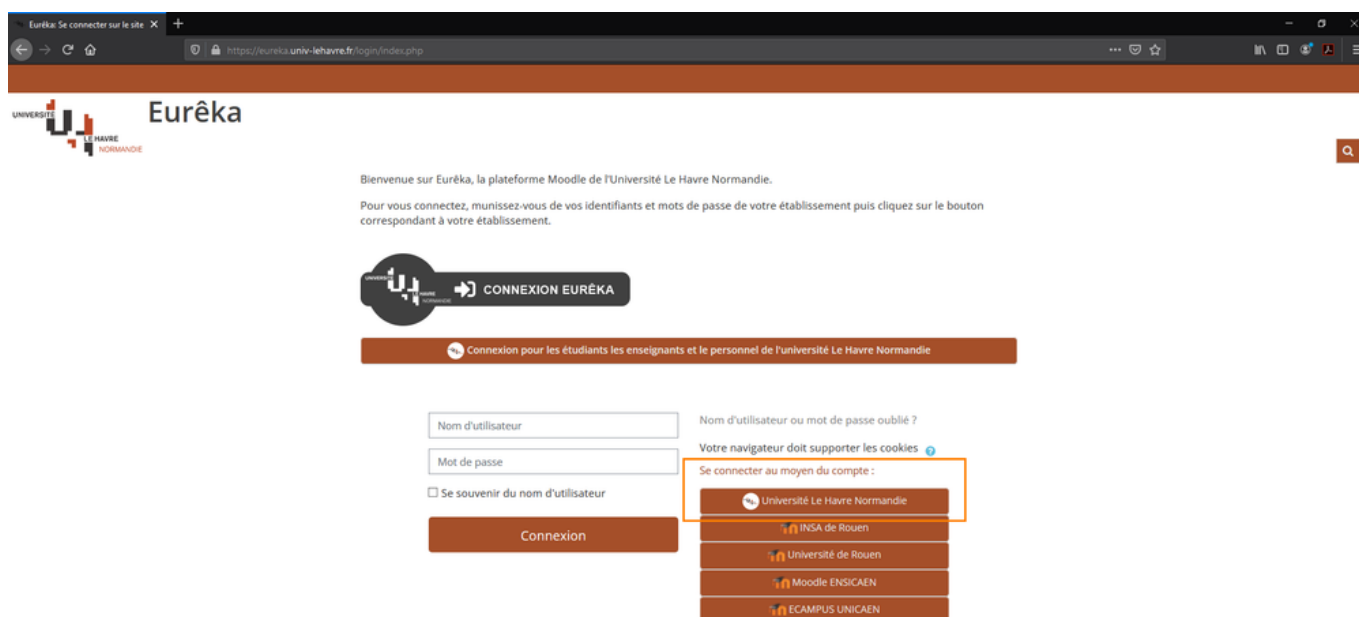 Eurêka: Se connecter sur le site
https://eureka.univ-lehavre.fr/login/index.php
UNIVERSITÉ
LE HAVRE
NORMANDIE
Eurêka
Bienvenue sur Eurêka, la plateforme Moodle de l'Université Le Havre Normandie.
Pour vous connectez, munissez-vous de vos identifiants et mots de passe de votre établissement puis cliquez sur le bouton
correspondant à votre établissement.
UNIVERSITÉ
LE HAVRE
NORMANDIE
CONNEXION EURÊKA
Connexion pour les étudiants les enseignants et le personnel de l'université Le Havre Normandie
Nom d'utilisateur
Mot de passe
Se souvenir du nom d'utilisateur
Connexion
Nom d'utilisateur ou mot de passe oublié ?
Votre navigateur doit supporter les cookies
Se connecter au moyen du compte :
Université Le Havre Normandie
INSA de Rouen
Université de Rouen
Moodle ENSICAEN
ECAMPUS UNICAEN